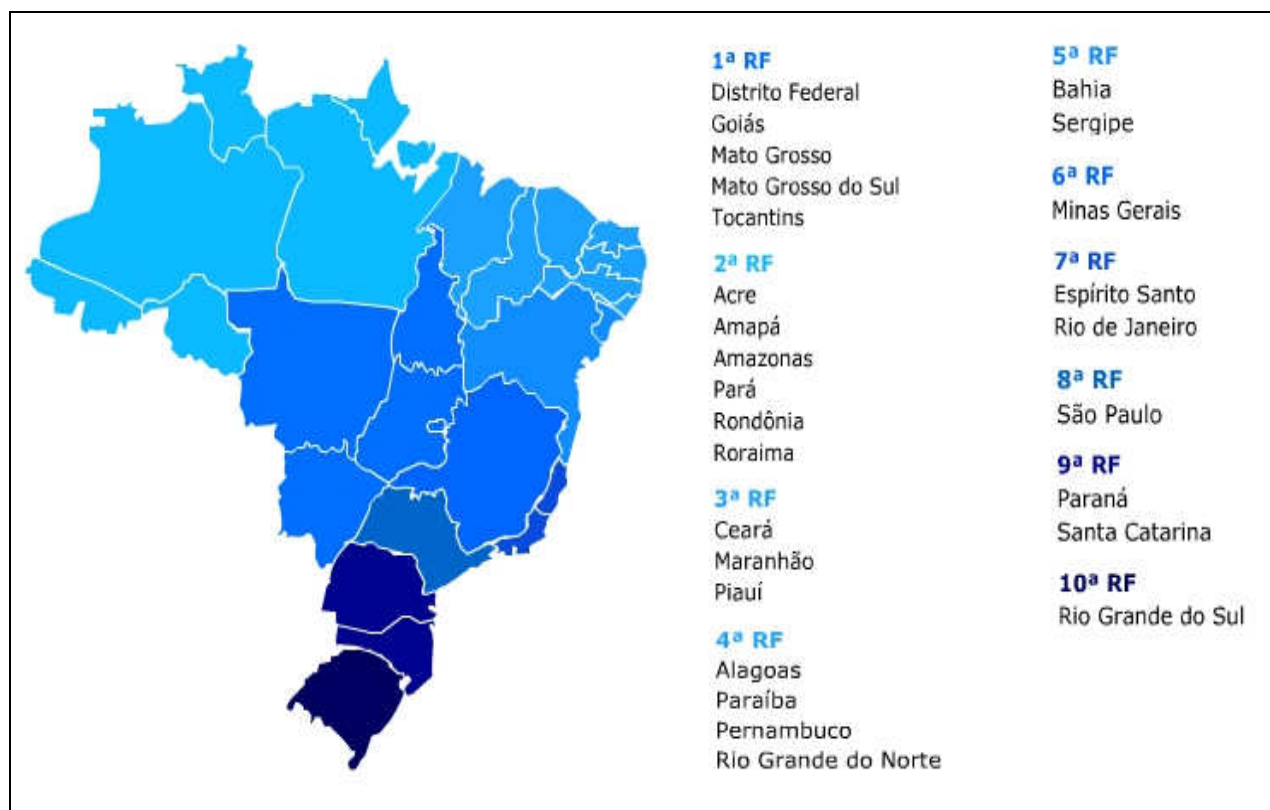 1ª RF
Distrito Federal
Goiás
Mato Grosso
Mato Grosso do Sul
Tocantins
2ª RF
Acre
Amapá
Amazonas
Pará
Rondônia
Roraima
3ª RF
Ceará
Maranhão
Piauí
4ª RF
Alagoas
Paraíba
Pernambuco
Rio Grande do Norte
5ª RF
Bahia
Sergipe
6ª RF
Minas Gerais
7ª RF
Espírito Santo
Rio de Janeiro
8ª RF
São Paulo
9ª RF
Paraná
Santa Catarina
10ª RF
Rio Grande do Sul